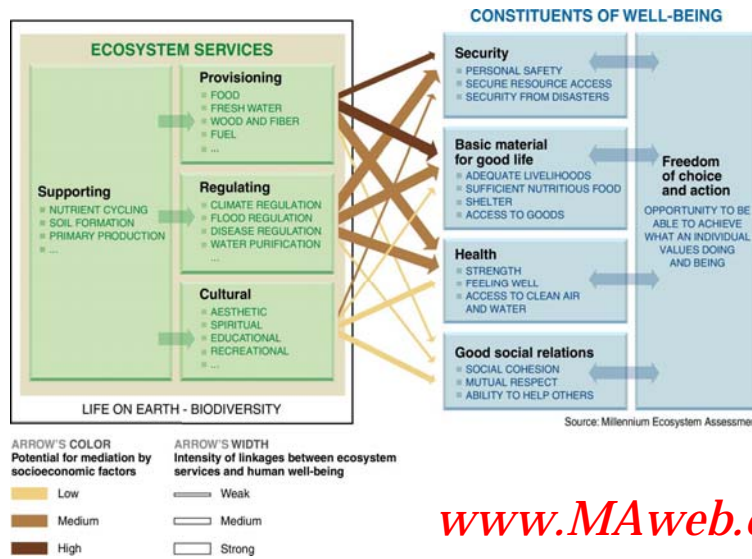 CONSTITUENTS OF WELL-BEING
ECOSYSTEM SERVICES
Supporting
NUTRIENT CYCLING
SOIL FORMATION
PRIMARY PRODUCTION
...
Provisioning
FOOD
FRESH WATER
WOOD AND FIBER
FUEL
...
Regulating
CLIMATE REGULATION
FLOOD REGULATION
DISEASE REGULATION
WATER PURIFICATION
...
Cultural
AESTHETIC
SPIRITUAL
EDUCATIONAL
RECREATIONAL
...
LIFE ON EARTH - BIODIVERSITY
Security
PERSONAL SAFETY
SECURE RESOURCE ACCESS
SECURITY FROM DISASTERS
Basic material
for good life
ADEQUATE LIVELIHOODS
SUFFICIENT NUTRITIOUS FOOD
SHELTER
ACCESS TO GOODS
Health
STRENGTH
FEELING WELL
ACCESS TO CLEAN AIR
AND WATER
Good social relations
SOCIAL COHESION
MUTUAL RESPECT
ABILITY TO HELP OTHERS
Freedom
of choice
and action
OPPORTUNITY TO BE
ABLE TO ACHIEVE
WHAT AN INDIVIDUAL
VALUES DOING
AND BEING
Source: Millennium Ecosystem Assessmen
ARROW'S COLOR
Potential for mediation by
socioeconomic factors
Low
Medium
High
ARROW'S WIDTH
Intensity of linkages between ecosystem
services and human well-being
Weak
Medium
Strong
www.MAweb.